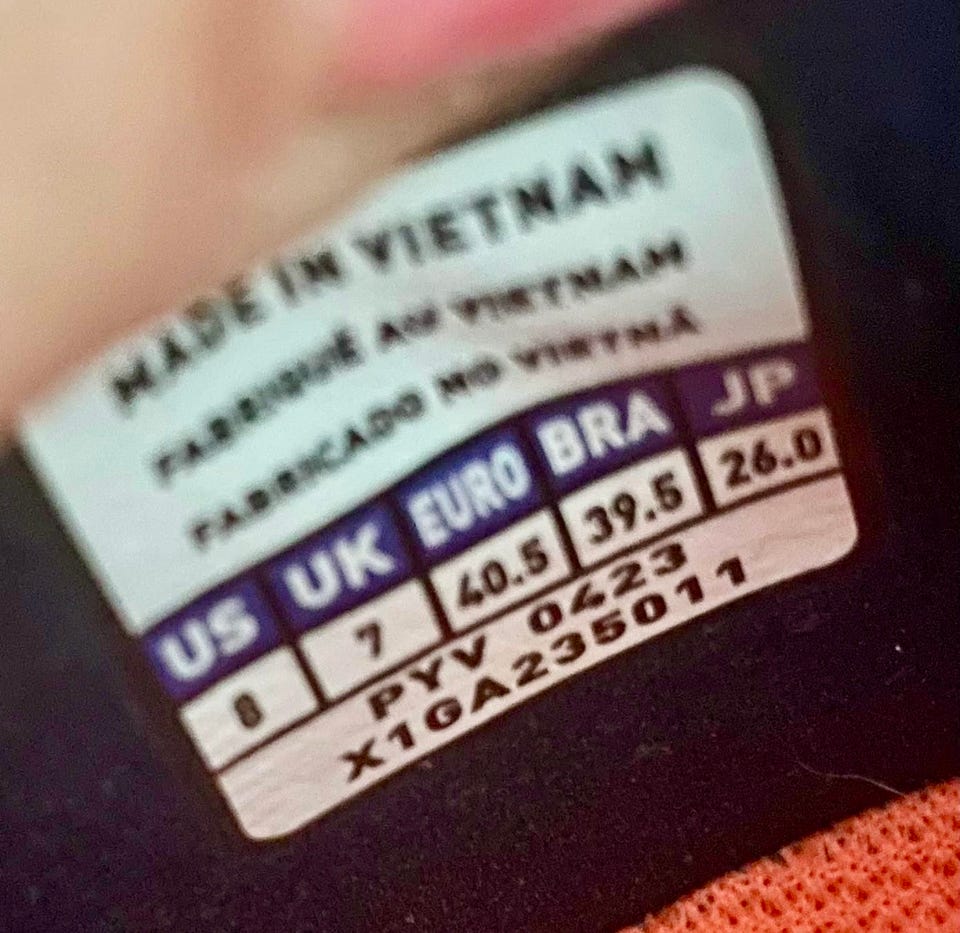 MADE IN VIETNAM
FABRIQUÉ AU VIETNAM
FABRICADO NO VIETNÃ
US UK EURO BRA JP
8 7 40.5 39.5 26.0
PYV 0423
X1GA235011